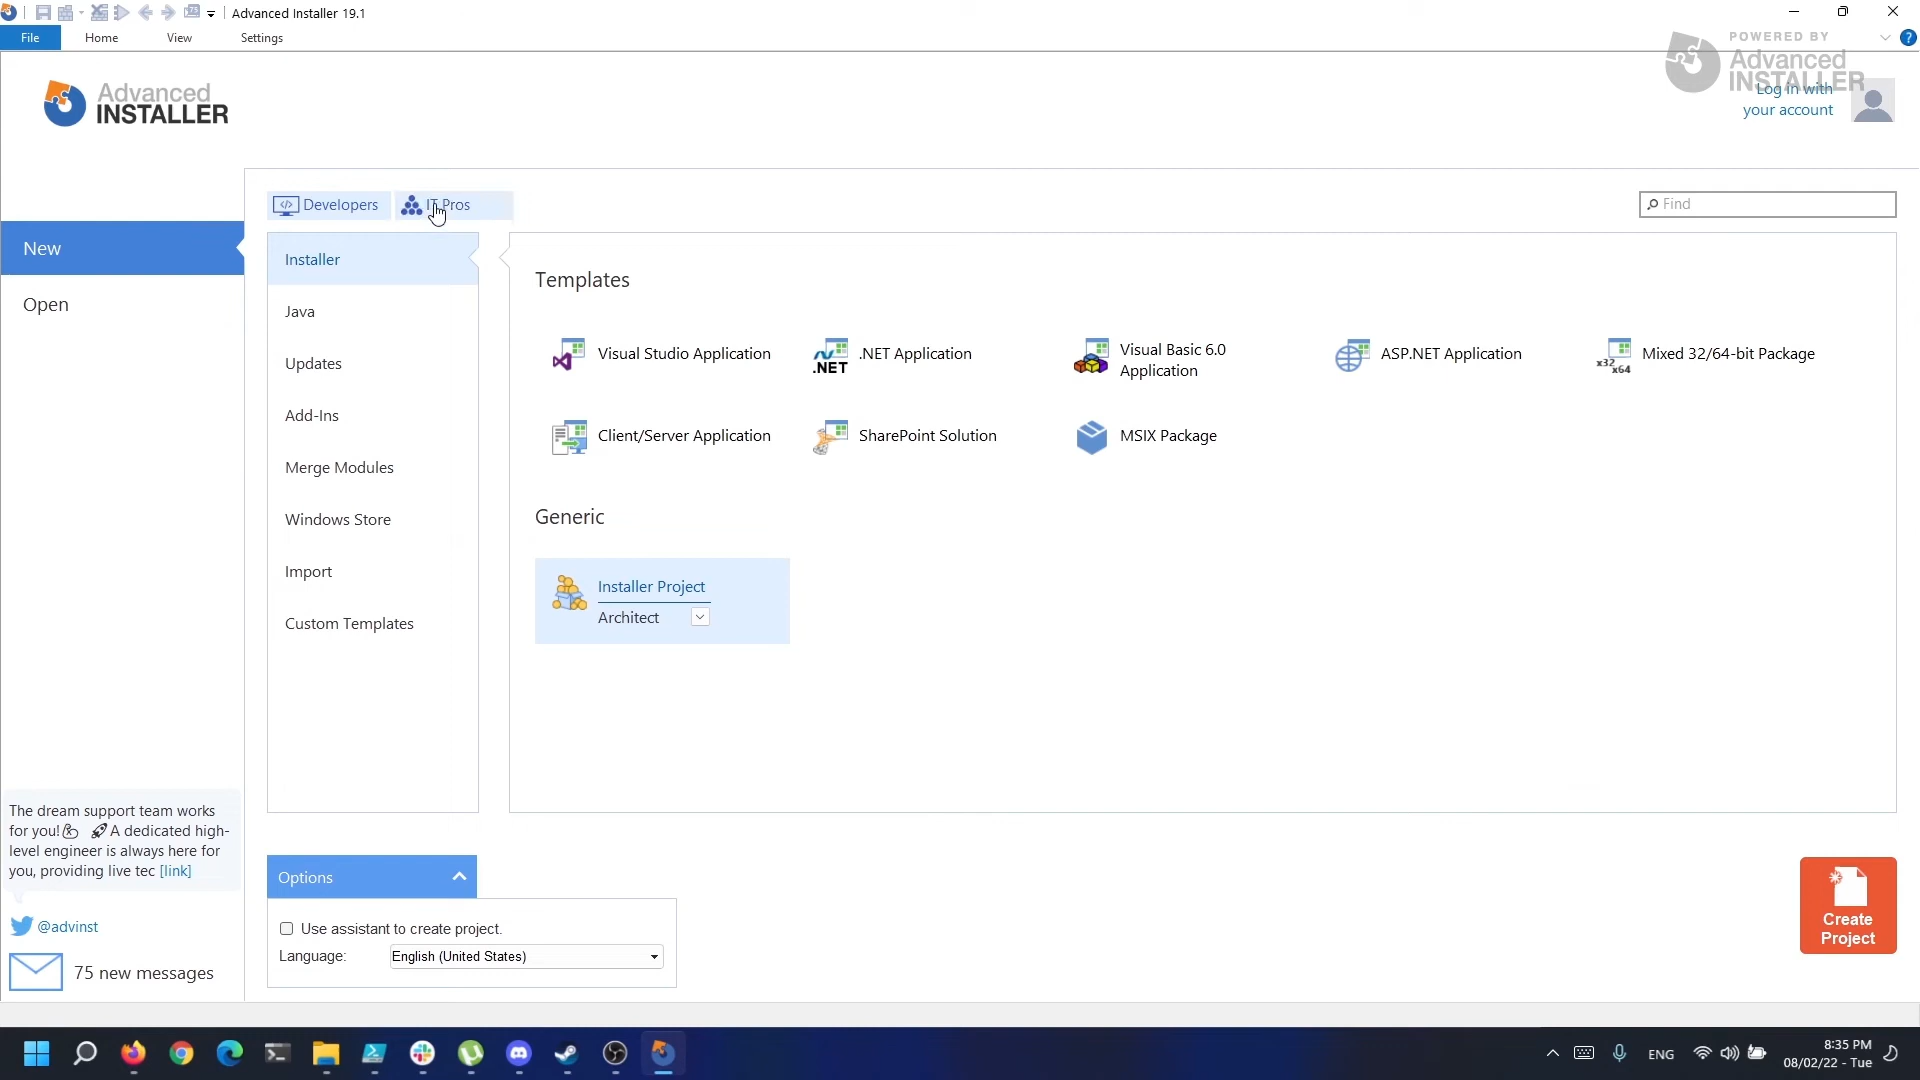 Advanced Installer 19.1
File
Home
View
Settings
?
POWERED BY
Advanced
INSTALLER
Advanced
INSTALLER
Log in with
your account
Developers
IT Pros
Find
New
Open
Installer
Java
Updates
Add-Ins
Merge Modules
Windows Store
Import
Custom Templates
Templates
Visual Studio Application
.NET
.NET Application
Visual Basic 6.0
Application
ASP.NET Application
x32
x64
Mixed 32/64-bit Package
Client/Server Application
SharePoint Solution
MSIX Package
Generic
Installer Project
Architect
The dream support team works
for you! A dedicated high-
level engineer is always here for
you, providing live tec [link]
@advinst
75 new messages
Options
Use assistant to create project.
Language:
English (United States)
Create
Project
ENG
8:35 PM
08/02/22 - Tue